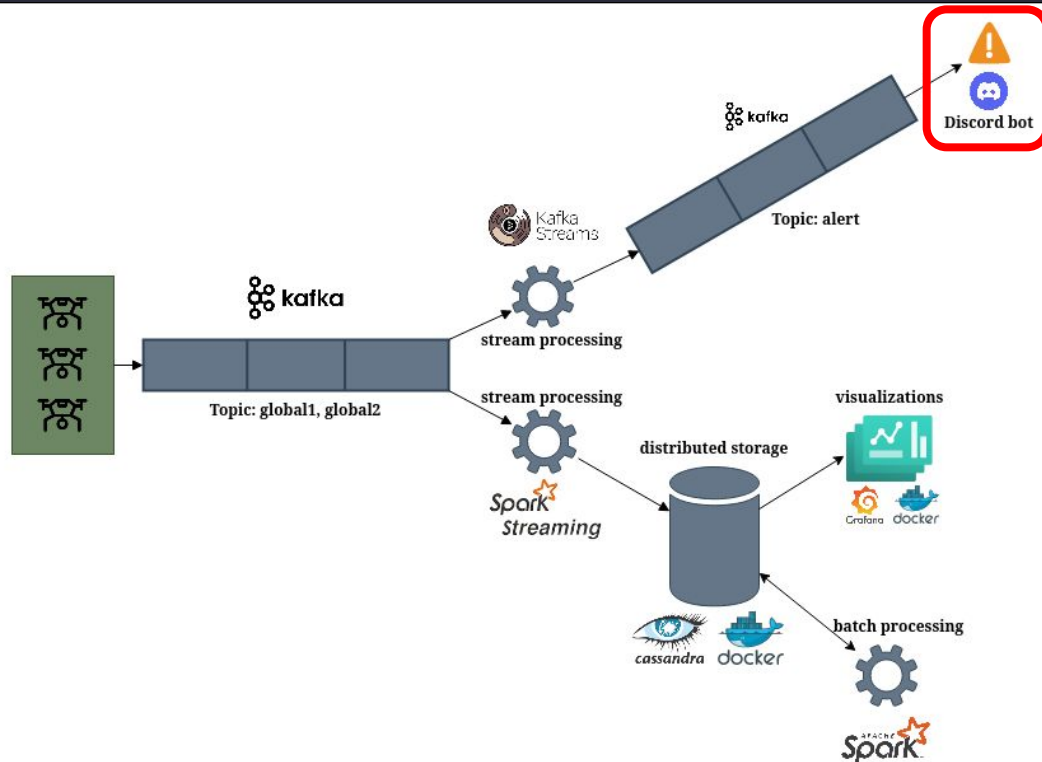 Discord bot
kafka
Topic: alert
Kafka
Streams
kafka
stream processing
Topic: global1, global2
stream processing
Spark
Streaming
distributed storage
visualizations
Grafana
docker
cassandra
docker
batch processing
APACHE
Spark